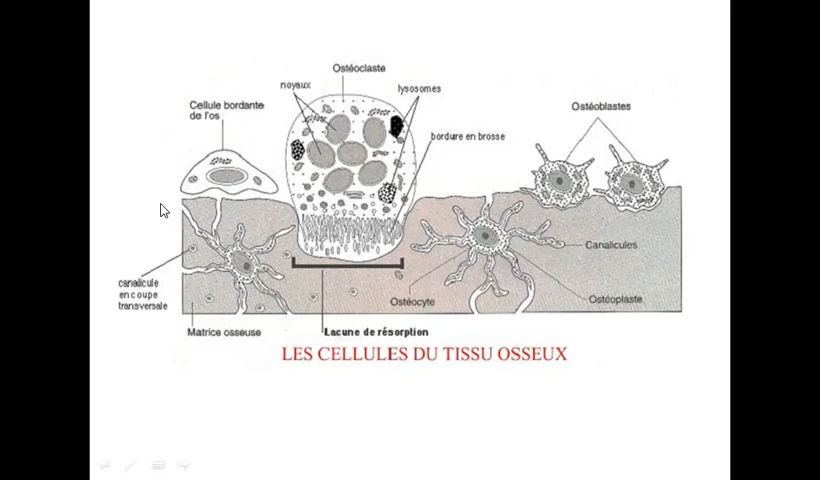 Ostéoclaste
noyaux
lysosomes
Cellule bordante
de l'os
Ostéoblastes
bordure en brosse
Canalicules
canalicule
en coupe
transversale
Ostéocyte
Ostéoplaste
Matrice osseuse
Lacune de résorption
LES CELLULES DU TISSU OSSEUX